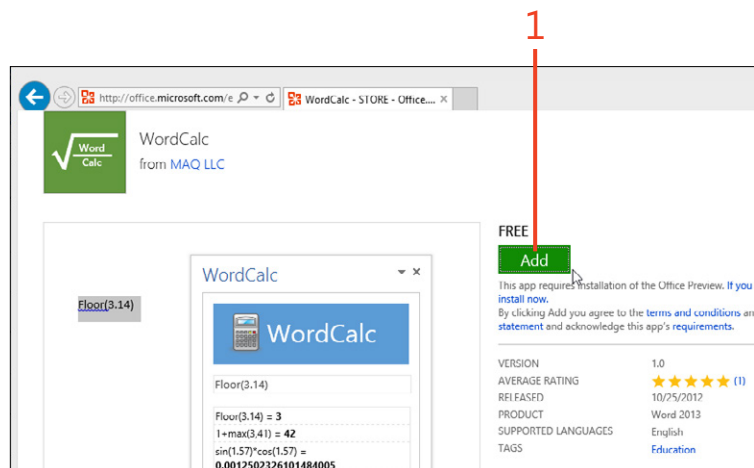 1
http://office.microsoft.com/e
WordCalc - STORE - Office....
Word
Calc
WordCalc
from MAQ LLC
FREE
Add
This app requires installation of the Office Preview. If you
install now.
By clicking Add you agree to the terms and conditions an
statement and acknowledge this app's requirements.
VERSION 1.0
AVERAGE RATING (1)
RELEASED 10/25/2012
PRODUCT Word 2013
SUPPORTED LANGUAGES English
TAGS Education
Floor(3.14)
WordCalc
WordCalc
Floor(3.14)
Floor(3.14) = 3
1+max(3,41) = 42
sin(1.57)*cos(1.57) =
0.0012502326101484005